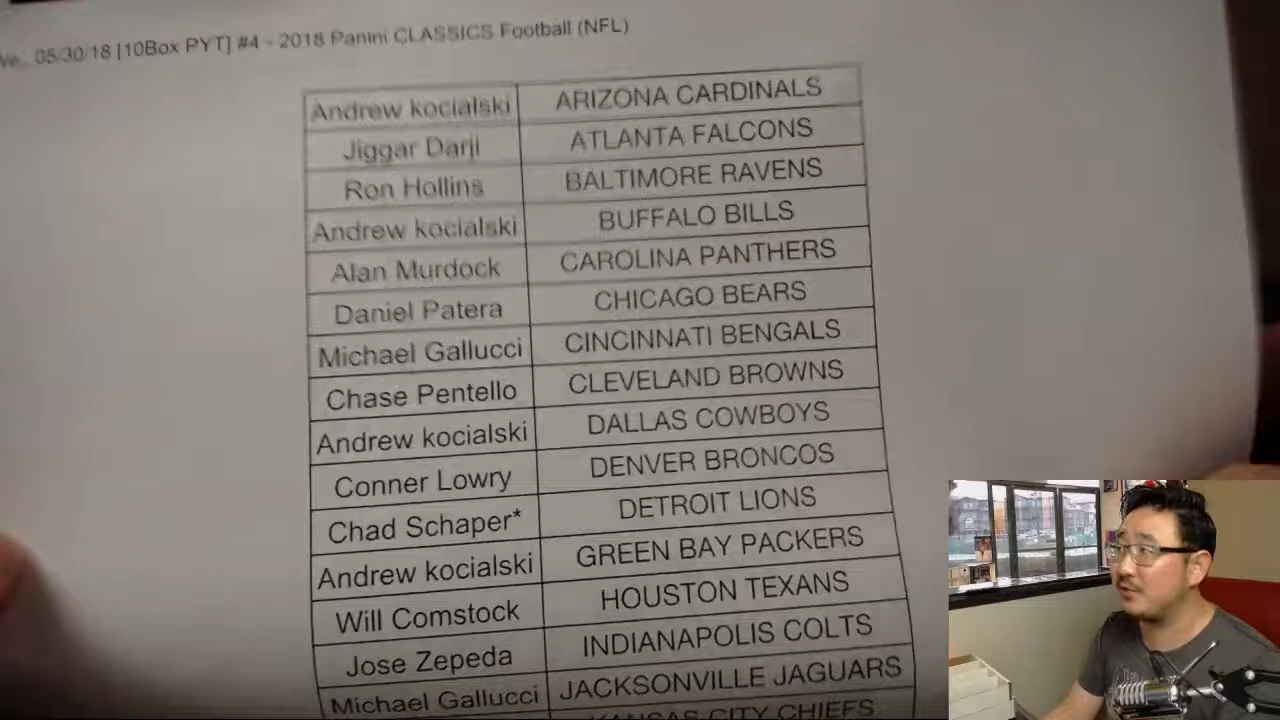 05/30/18 [10Box PYT] #4 - 2018 Panini CLASSICS Football (NFL)
Andrew kocialski ARIZONA CARDINALS
Jiggar Darji ATLANTA FALCONS
Ron Hollins BALTIMORE RAVENS
Andrew kocialski BUFFALO BILLS
Alan Murdock CAROLINA PANTHERS
Daniel Patera CHICAGO BEARS
Michael Gallucci CINCINNATI BENGALS
Chase Pentello CLEVELAND BROWNS
Andrew kocialski DALLAS COWBOYS
Conner Lowry DENVER BRONCOS
Chad Schaper* DETROIT LIONS
Andrew kocialski GREEN BAY PACKERS
Will Comstock HOUSTON TEXANS
Jose Zepeda INDIANAPOLIS COLTS
Michael Gallucci JACKSONVILLE JAGUARS
KANSAS CITY CHIEFS